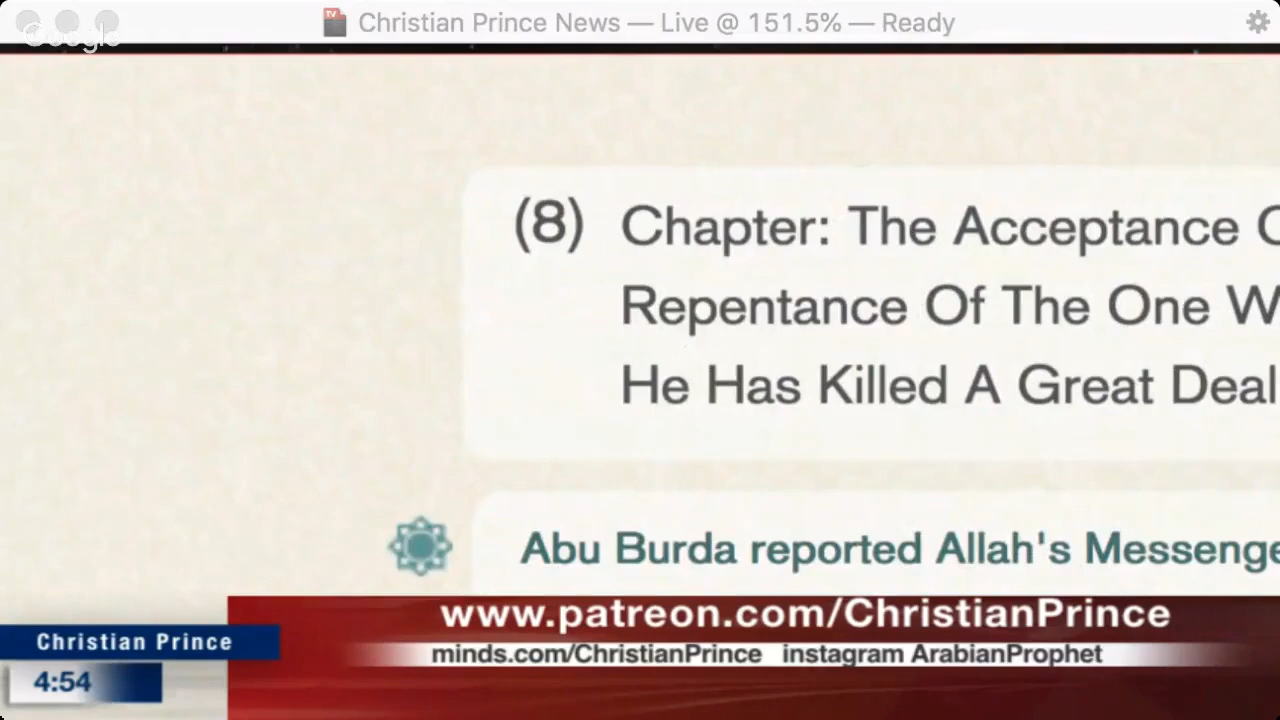 Christian Prince News — Live @ 151.5% — Ready
Google
(8) Chapter: The Acceptance
Repentance Of The One
He Has Killed A Great Deal
Abu Burda reported Allah's
www.patreon.com/ChristianPrince
minds.com/ChristianPrince instagram ArabianProphet
Christian Prince
4:54